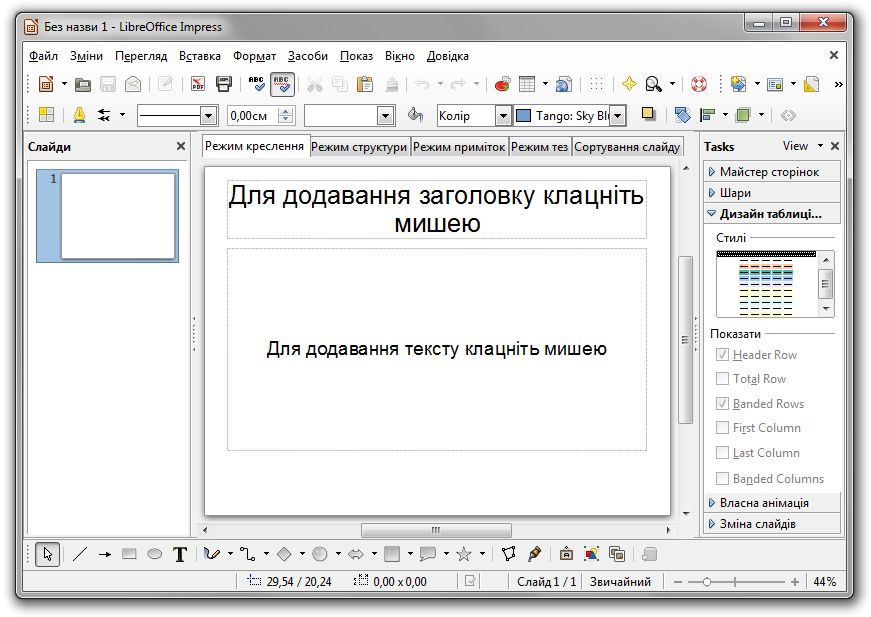 Без назви 1 - LibreOffice Impress
Файл Зміни Перегляд Вставка Формат Засоби Показ Вікно Довідка
0,00см Колір Tango: Sky Bl
Слайди
1
Режим креслення Режим структури Режим приміток Режим тез Сортування слайду
Для додавання заголовку клацніть
мишею
Для додавання тексту клацніть мишею
Tasks View
Майстер сторінок
Шари
Дизайн таблиці...
Стилі
Показати
Header Row
Total Row
Banded Rows
First Column
Last Column
Banded Columns
Власна анімація
Зміна слайдів
29,54 / 20,24 0,00 x 0,00 Слайд 1 / 1 Звичайний 44%